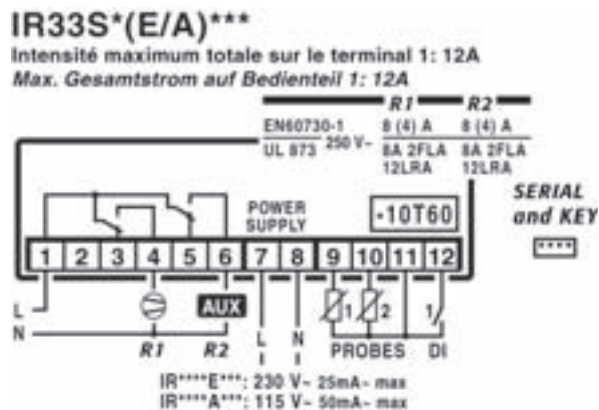 IR33S*(E/A)***
Intensité maximum totale sur le terminal 1: 12A
Max. Gesamtstrom auf Bedienteil 1: 12A
R1 R2
EN60730-1 250 V~ 8 (4) A 8 (4) A
UL 873 8A 2FLA 8A 2FLA
12LRA 12LRA
POWER SUPPLY
-10T60
SERIAL and KEY
1 2 3 4 5 6 7 8 9 10 11 12
L
N
AUX
1 2 1
R1 R2 L N PROBES DI
IR****E***: 230 V~ 25mA~ max
IR****A***: 115 V~ 50mA~ max